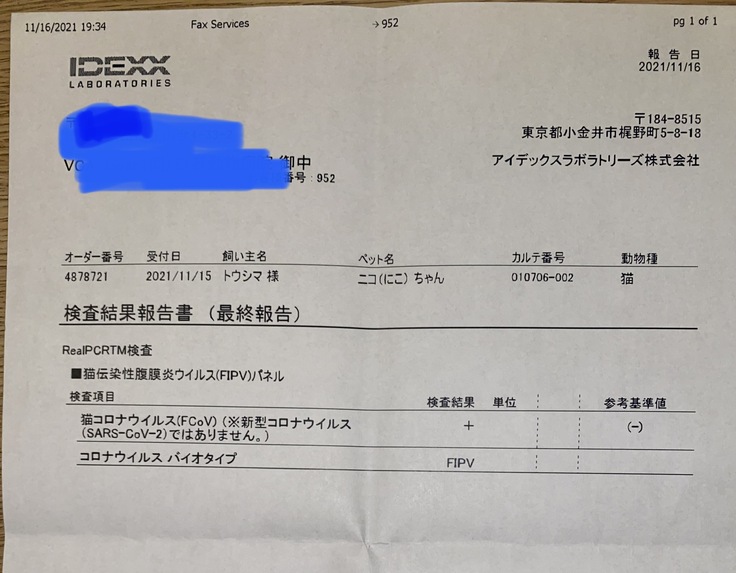 11/16/2021 19:34 Fax Services →952 pg 1 of 1
IDEXX
LABORATORIES
報告日
2021/11/16
〒184-8515
東京都小金井市梶野町5-8-18
アイデックスラボラトリーズ株式会社
御中
番号:952
オーダー番号 受付日 飼い主名 ペット名 カルテ番号 動物種
4878721 2021/11/15 トウシマ 様 ニコ(にこ) ちゃん 010706-002 猫
検査結果報告書 (最終報告)
RealPCRTM検査
■猫伝染性腹膜炎ウイルス(FIPV)パネル
検査項目 検査結果 単位 参考基準値
猫コロナウイルス(FCoV) (※新型コロナウイルス
(SARS-CoV-2)ではありません。) + (-)
コロナウイルス バイオタイプ FIPV